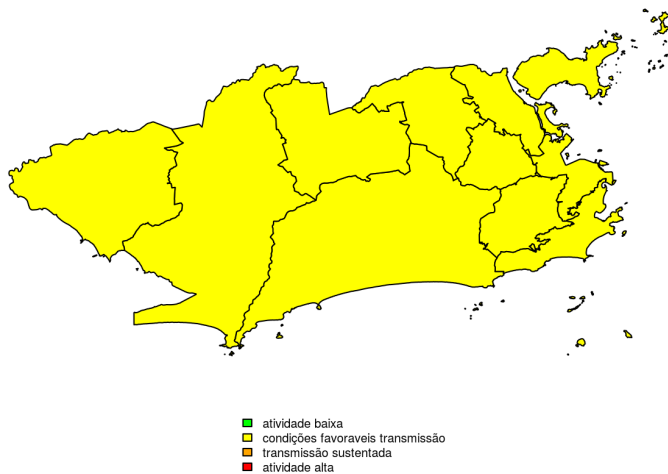 atividade baixa
condições favoraveis transmissão
transmissão sustentada
atividade alta